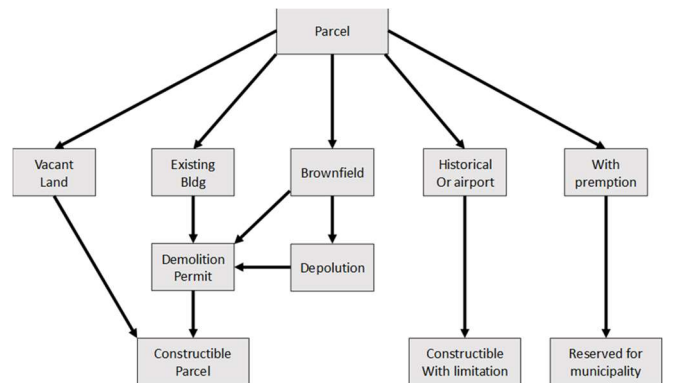 Parcel
Vacant
Land
Existing
Bldg
Brownfield
Historical
Or airport
With
premption
Demolition
Permit
Depolution
Constructible
Parcel
Constructible
With limitation
Reserved for
municipality